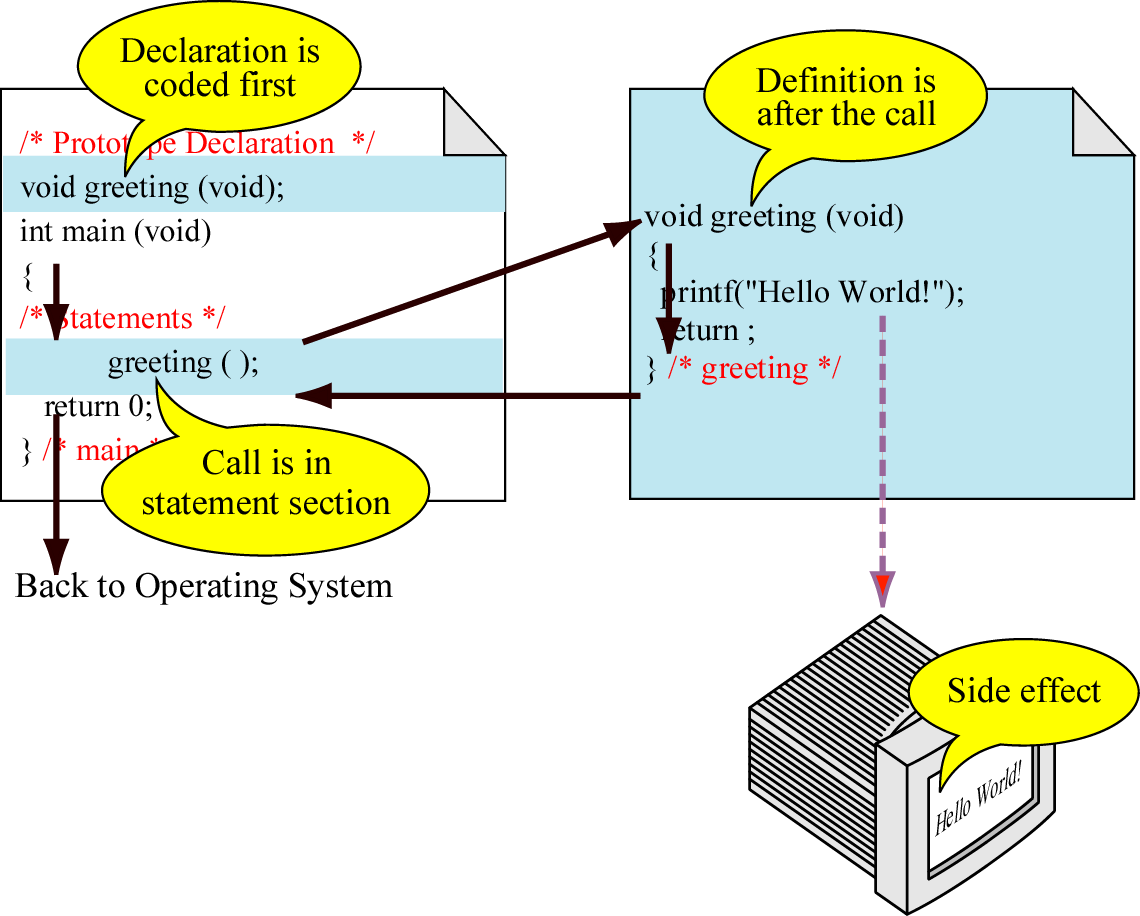 Declaration is
coded first
/* Prototype Declaration */
void greeting (void);
int main (void)
{
/* Statements */
greeting ( );
return 0;
} /* main *
Call is in
statement section
Back to Operating System
Definition is
after the call
void greeting (void)
{
printf("Hello World!");
return ;
} /* greeting */
Side effect
Hello World!